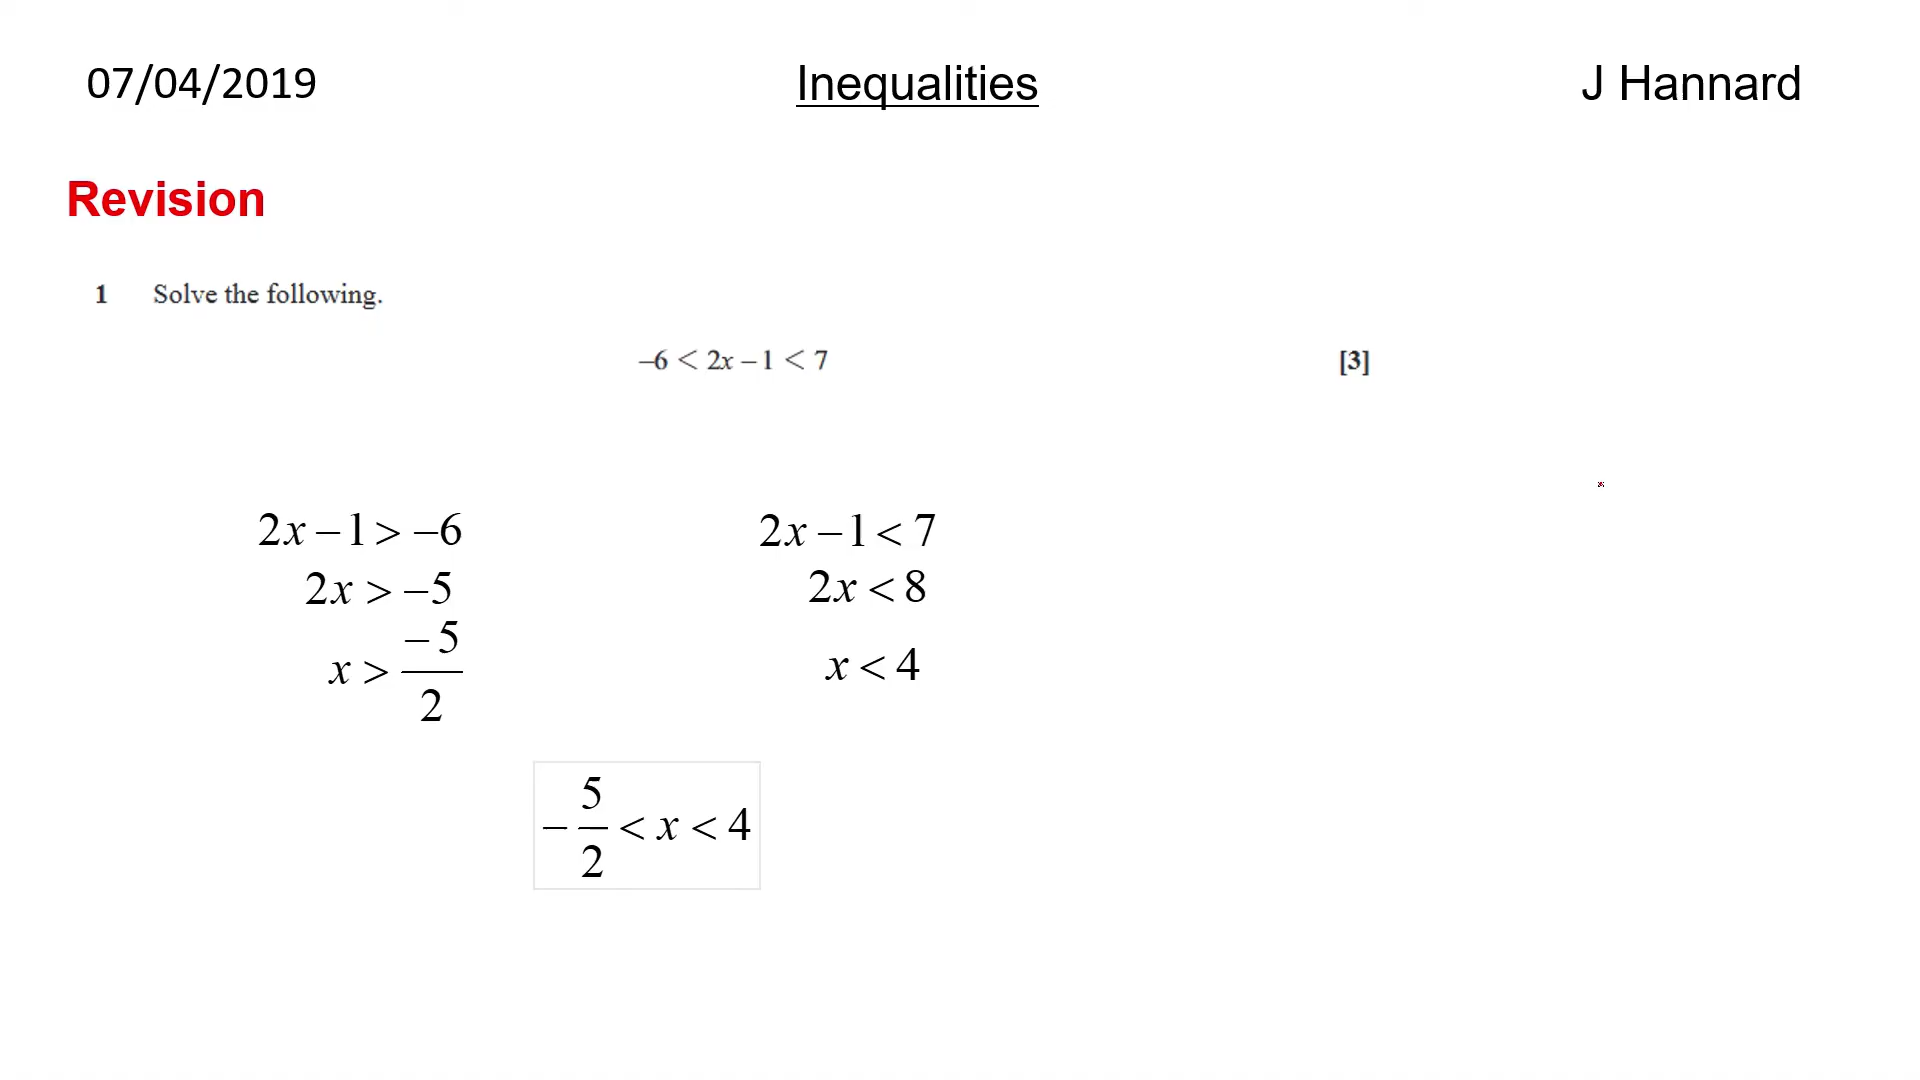 07/04/2019 Inequalities J Hannard
Revision
1 Solve the following.
–6 < 2x – 1 < 7 [3]
2x – 1 > –6
2x > –5
x > –5/2
2x – 1 < 7
2x < 8
x < 4
–5/2 < x < 4